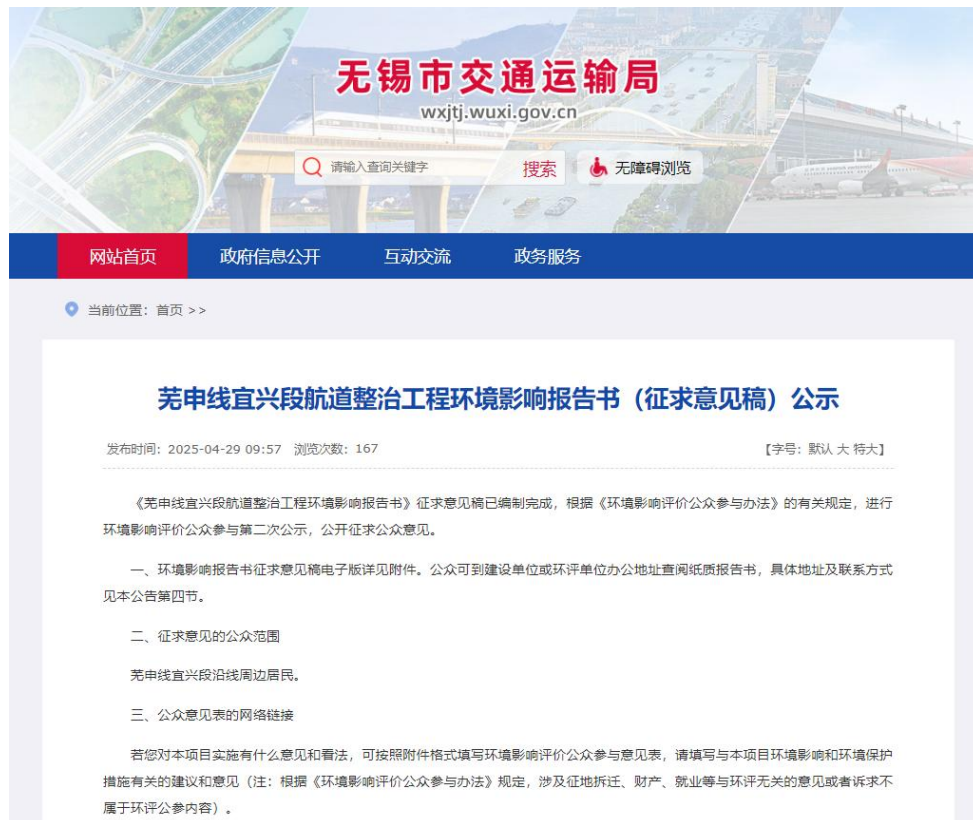 无锡市交通运输局
wxjtj.wuxi.gov.cn
请输入查询关键字 搜索 无障碍浏览
网站首页 政府信息公开 互动交流 政务服务
当前位置：首页 >>
芜申线宜兴段航道整治工程环境影响报告书（征求意见稿）公示
发布时间：2025-04-29 09:57 浏览次数：167 【字号：默认 大 特大】
《芜申线宜兴段航道整治工程环境影响报告书》征求意见稿已编制完成，根据《环境影响评价公众参与办法》的有关规定，进行
环境影响评价公众参与第二次公示，公开征求公众意见。
一、环境影响报告书征求意见稿电子版详见附件。公众可到建设单位或环评单位办公地址查阅纸质报告书，具体地址及联系方式
见本公告第四节。
二、征求意见的公众范围
芜申线宜兴段沿线周边居民。
三、公众意见表的网络链接
若您对本项目实施有什么意见和看法，可按照附件格式填写环境影响评价公众参与意见表，请填写与本项目环境影响和环境保护
措施有关的建议和意见（注：根据《环境影响评价公众参与办法》规定，涉及征地拆迁、财产、就业等与环评无关的意见或者诉求不
属于环评公参内容）。